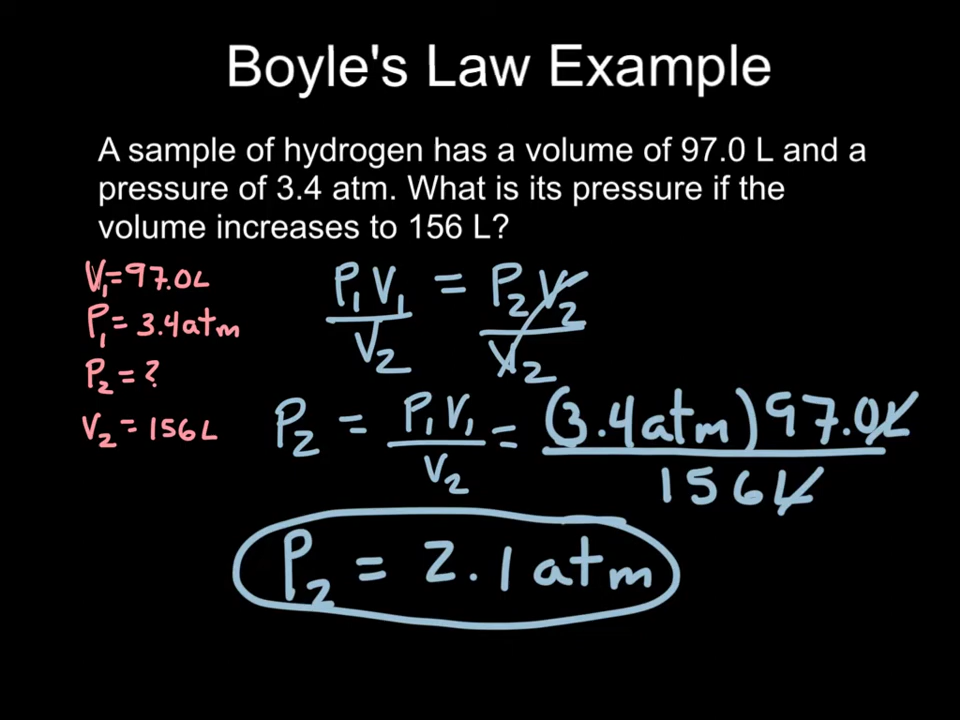 Boyle's Law Example
A sample of hydrogen has a volume of 97.0 L and a
pressure of 3.4 atm. What is its pressure if the
volume increases to 156 L?
V₁=97.0L
P₁=3.4atm
P₂=?
V₂=156L
P₁V₁/V₂ = P₂V₂/V₂
P₂ = P₁V₁/V₂ = (3.4atm)97.0L/156L
P₂ = 2.1atm